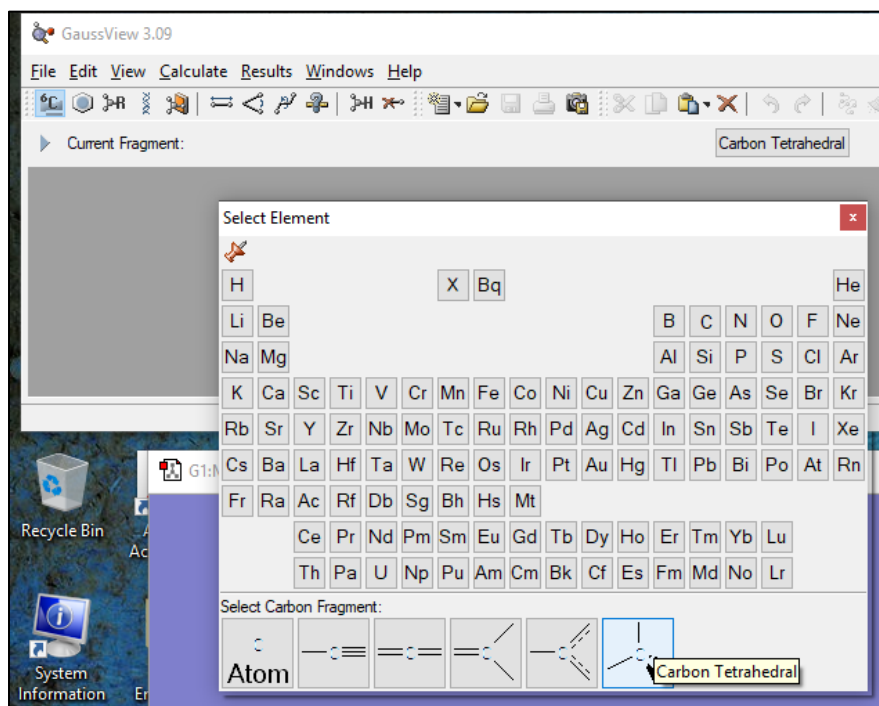 GaussView 3.09
File Edit View Calculate Results Windows Help
6C R H
Current Fragment:
Carbon Tetrahedral
Select Element
x
H X Bq He
Li Be B C N O F Ne
Na Mg Al Si P S Cl Ar
K Ca Sc Ti V Cr Mn Fe Co Ni Cu Zn Ga Ge As Se Br Kr
Rb Sr Y Zr Nb Mo Tc Ru Rh Pd Ag Cd In Sn Sb Te I Xe
Cs Ba La Hf Ta W Re Os Ir Pt Au Hg Tl Pb Bi Po At Rn
Fr Ra Ac Rf Db Sg Bh Hs Mt
Ce Pr Nd Pm Sm Eu Gd Tb Dy Ho Er Tm Yb Lu
Th Pa U Np Pu Am Cm Bk Cf Es Fm Md No Lr
Select Carbon Fragment:
C C C C C C
Atom
Carbon Tetrahedral
G1:
Recycle Bin
Ac
System
Information
Er